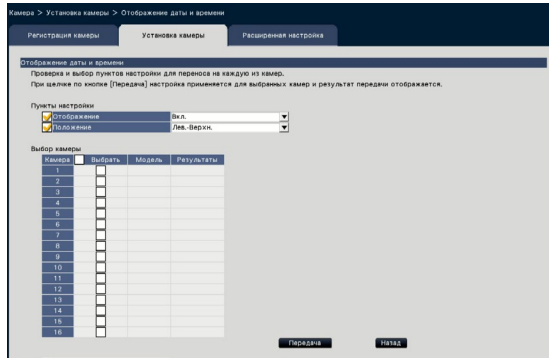 Камера > Установка камеры > Отображение даты и времени
Регистрация камеры Установка камеры Расширенная настройка
Отображение даты и времени
Проверка и выбор пунктов настройки для переноса на каждую из камер.
При щелчке по кнопке [Передача] настройка применяется для выбранных камер и результат передачи отображается.
Пункты настройки
Отображение Вкл.
Положение Лев.-Верхн.
Выбор камеры
Камера Выбрать Модель Результаты
1
2
3
4
5
6
7
8
9
10
11
12
13
14
15
16
Передача Назад